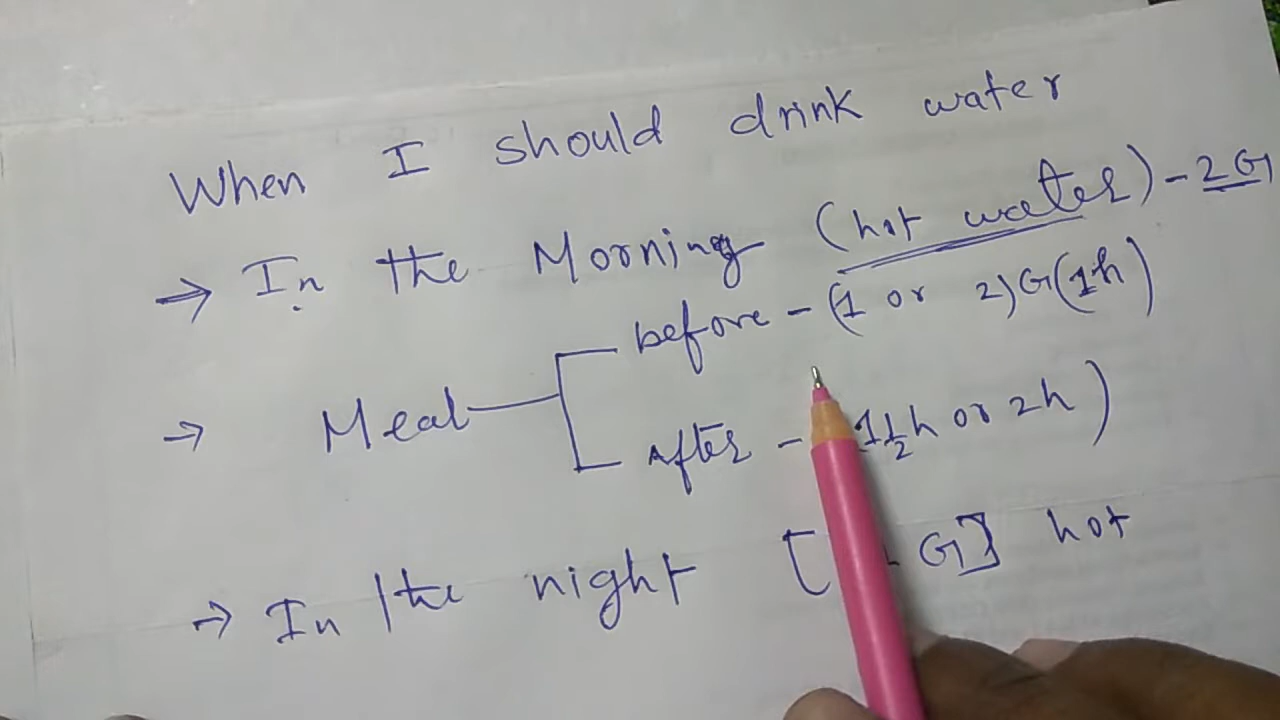 When I should drink water
→ In the Morning (hot water) - 2G
before - (1 or 2)G(1h)
→ Meal
After - 1½h or 2h)
→ In the night [ G] hot